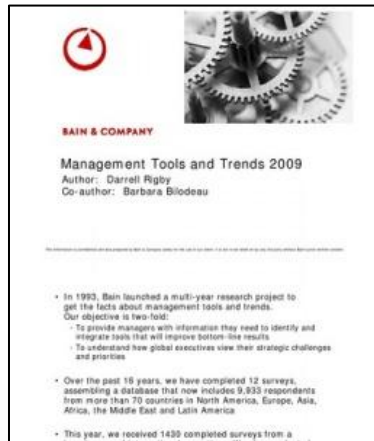 BAIN & COMPANY
Management Tools and Trends 2009
Author: Darrell Rigby
Co-author: Barbara Bilodeau
• In 1993, Bain launched a multi-year research project to
get the facts about management tools and trends.
Our objective is two-fold:
- To provide managers with information they need to identify and
integrate tools that will improve bottom-line results
- To understand how global executives view their strategic challenges
and priorities
• Over the past 16 years, we have completed 12 surveys,
assembling a database that now includes 9,933 respondents
from more than 70 countries in North America, Europe, Asia,
Africa, the Middle East and Latin America
• This year, we received 1430 completed surveys from a